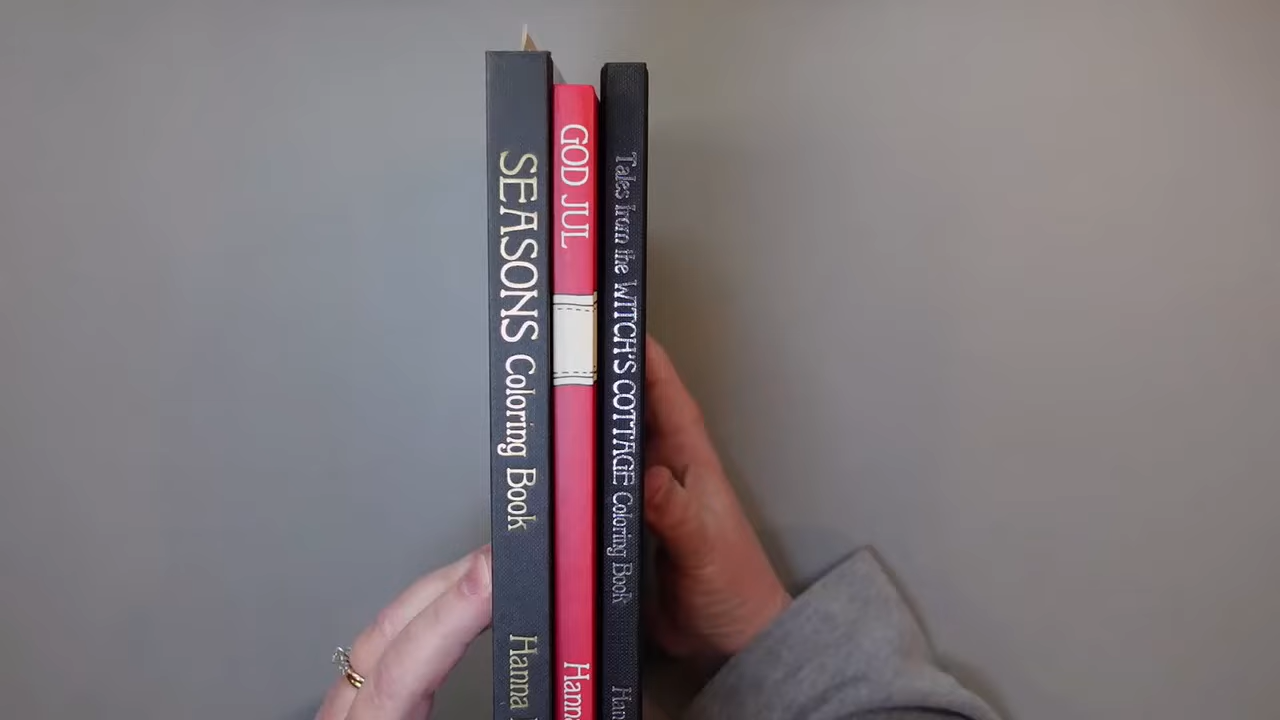 SEASONS Coloring Book
Hanna
GOD JUL
Hanna
Tales from the WITCH'S COTTAGE Coloring Book